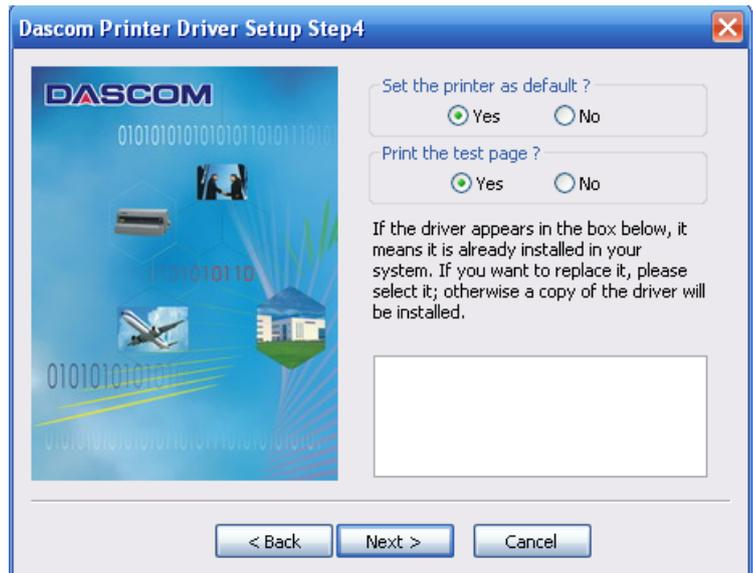 Dascom Printer Driver Setup Step4
DASCOM
Set the printer as default ?
Yes No
Print the test page ?
Yes No
If the driver appears in the box below, it
means it is already installed in your
system. If you want to replace it, please
select it; otherwise a copy of the driver will
be installed.
< Back Next > Cancel